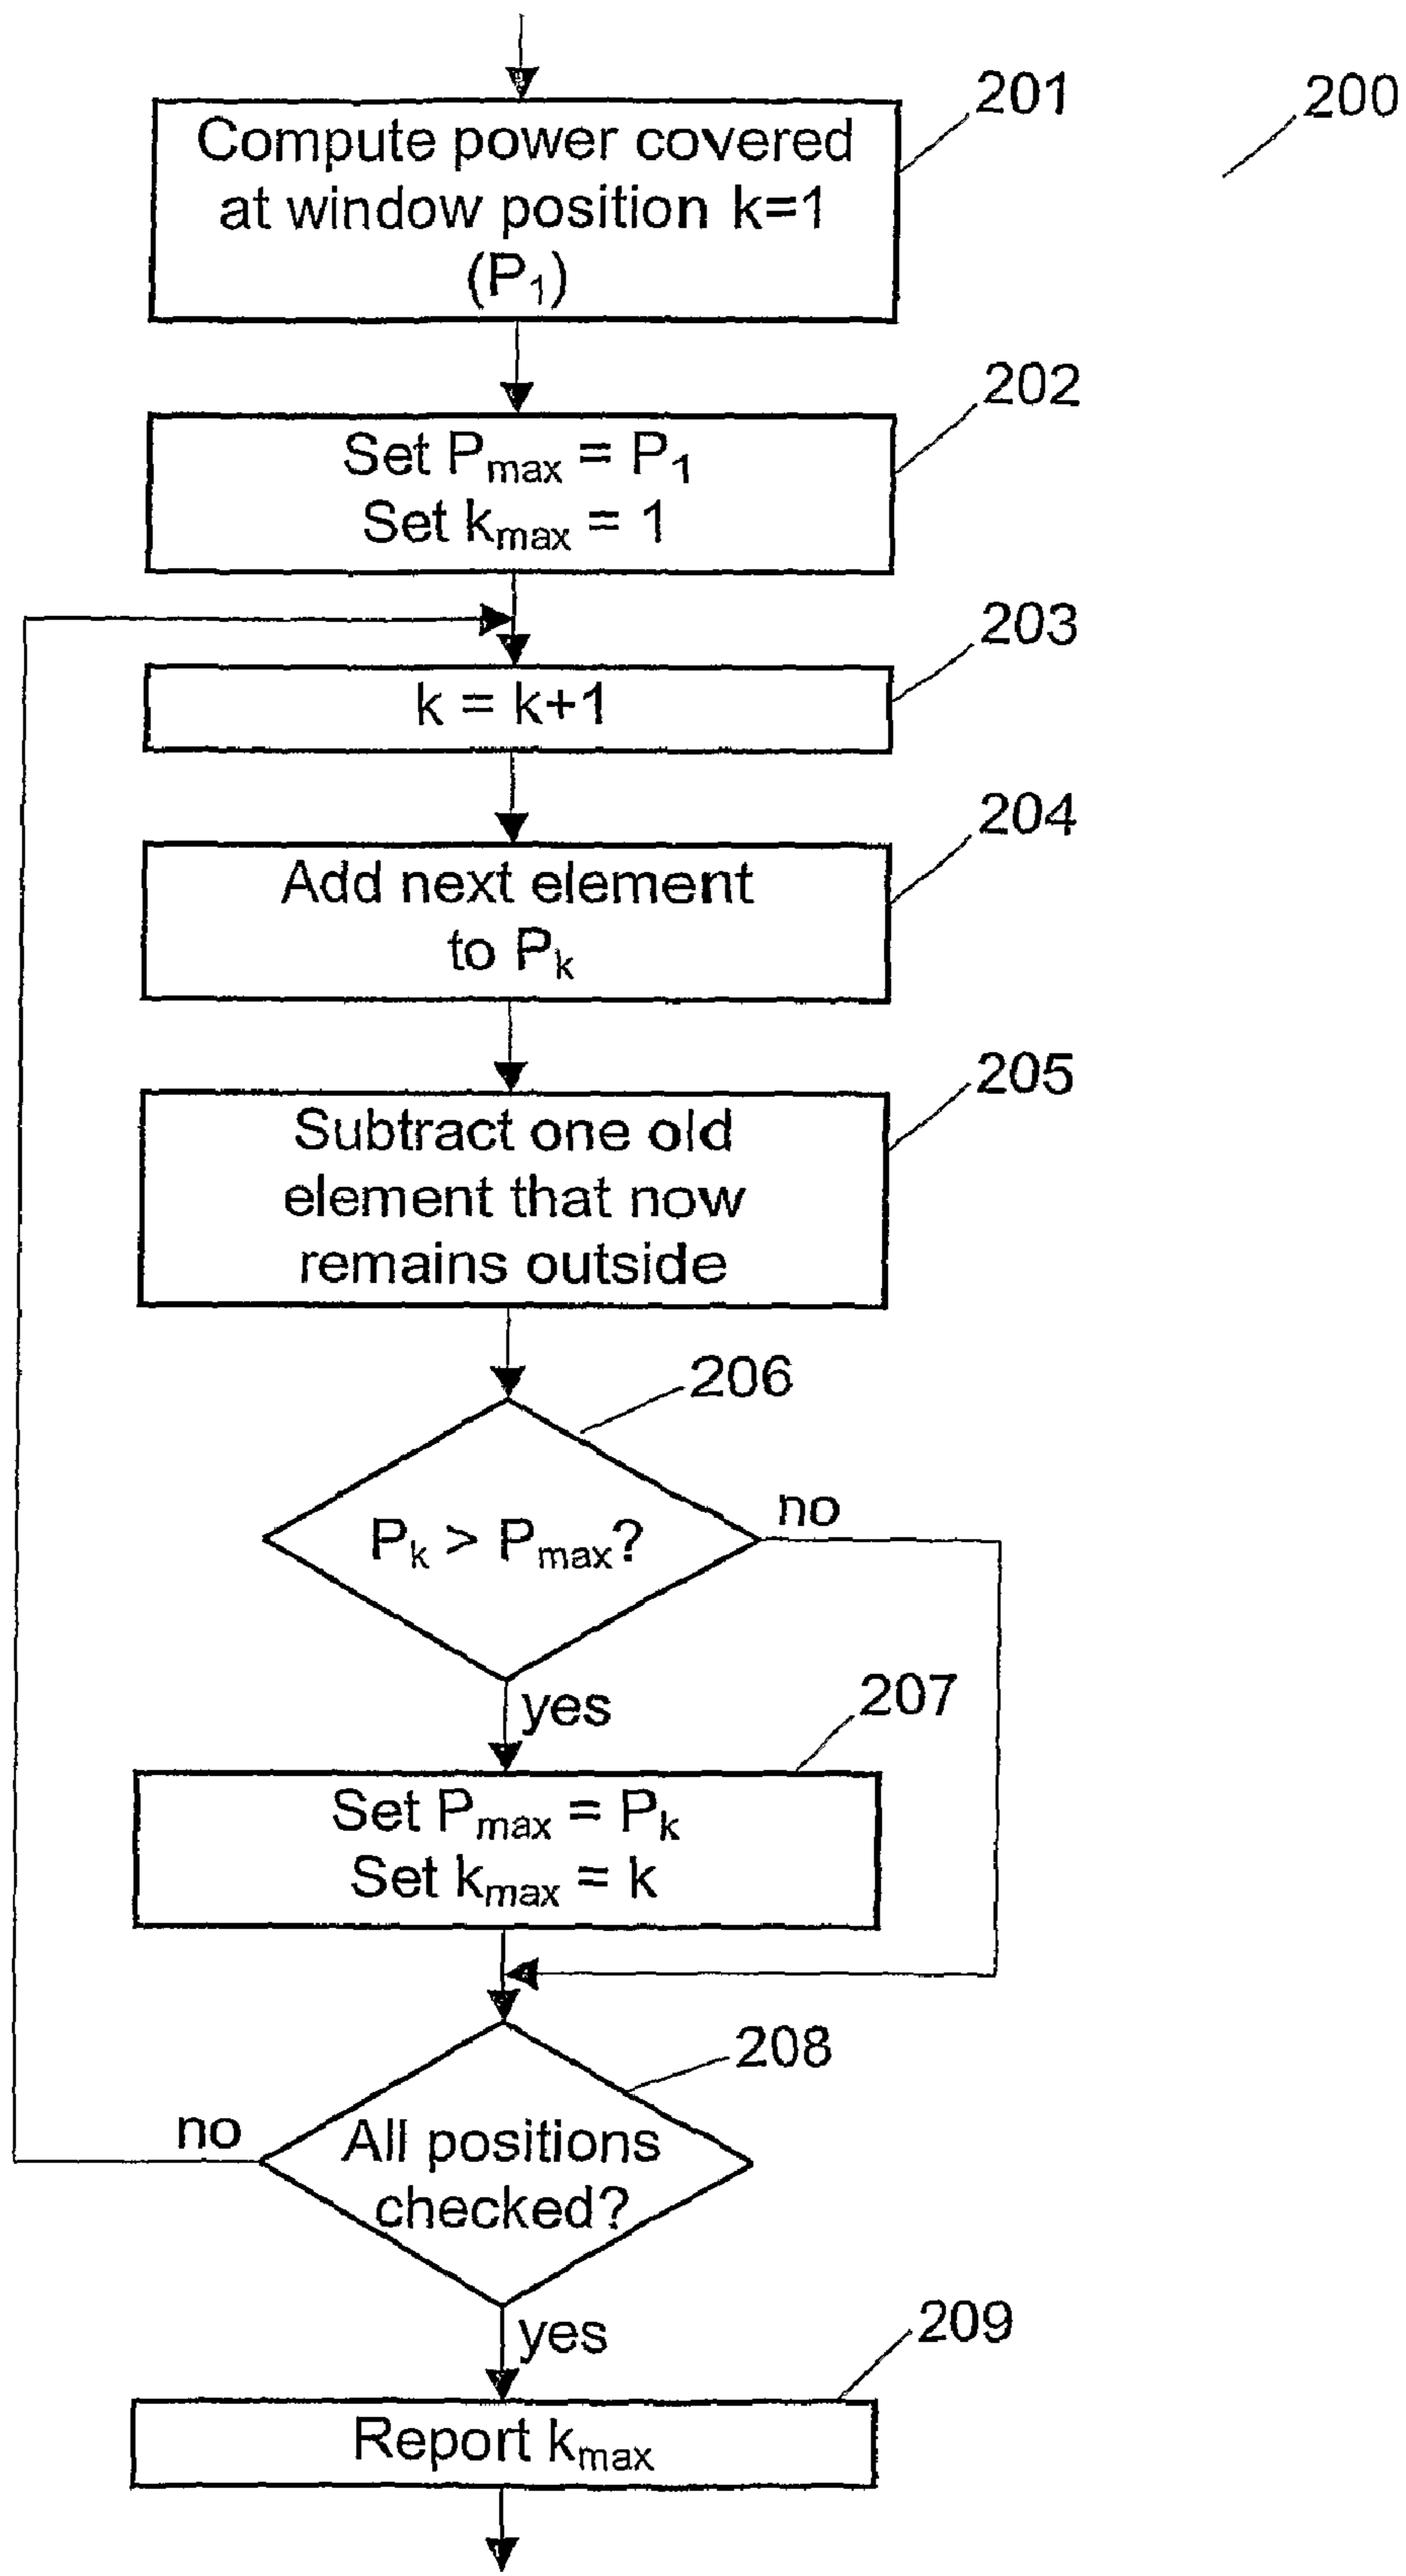 200
201
Compute power covered
at window position k=1
(P₁)
202
Set Pmax = P₁
Set kmax = 1
203
k = k+1
204
Add next element
to Pk
205
Subtract one old
element that now
remains outside
206
Pk > Pmax?
no
yes
207
Set Pmax = Pk
Set kmax = k
208
All positions
checked?
no
yes
209
Report kmax